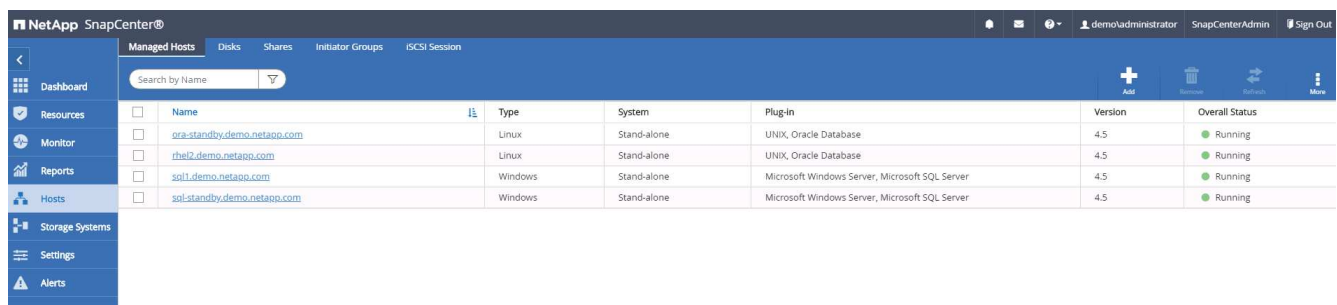 NetApp SnapCenter®
demo\administrator SnapCenterAdmin Sign Out
Managed Hosts Disks Shares Initiator Groups iSCSI Session
Search by Name
Add Remove Refresh More
Dashboard
Resources
Monitor
Reports
Hosts
Storage Systems
Settings
Alerts
Name Type System Plug-in Version Overall Status
ora-standby.demo.netapp.com Linux Stand-alone UNIX, Oracle Database 4.5 Running
rhel2.demo.netapp.com Linux Stand-alone UNIX, Oracle Database 4.5 Running
sql1.demo.netapp.com Windows Stand-alone Microsoft Windows Server, Microsoft SQL Server 4.5 Running
sql-standby.demo.netapp.com Windows Stand-alone Microsoft Windows Server, Microsoft SQL Server 4.5 Running